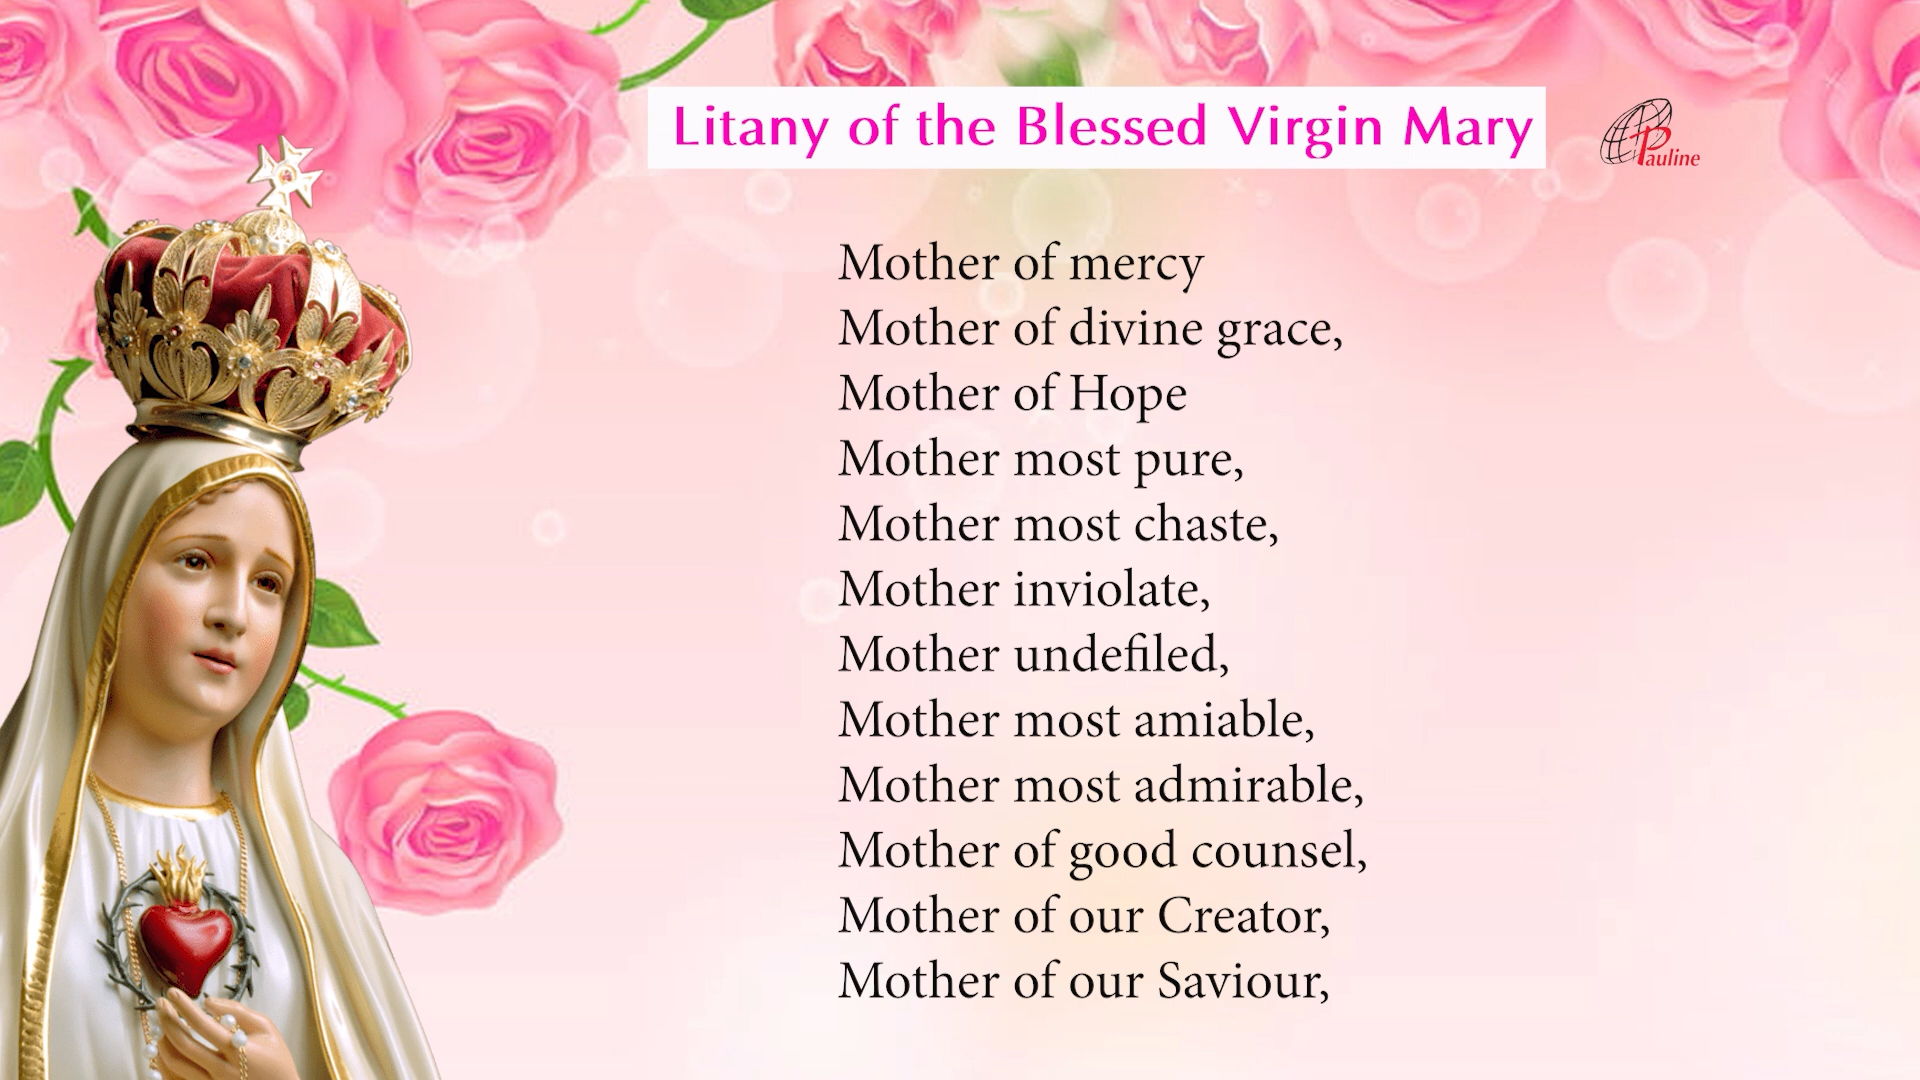 Litany of the Blessed Virgin Mary
Pauline
Mother of mercy
Mother of divine grace,
Mother of Hope
Mother most pure,
Mother most chaste,
Mother inviolate,
Mother undefiled,
Mother most amiable,
Mother most admirable,
Mother of good counsel,
Mother of our Creator,
Mother of our Saviour,